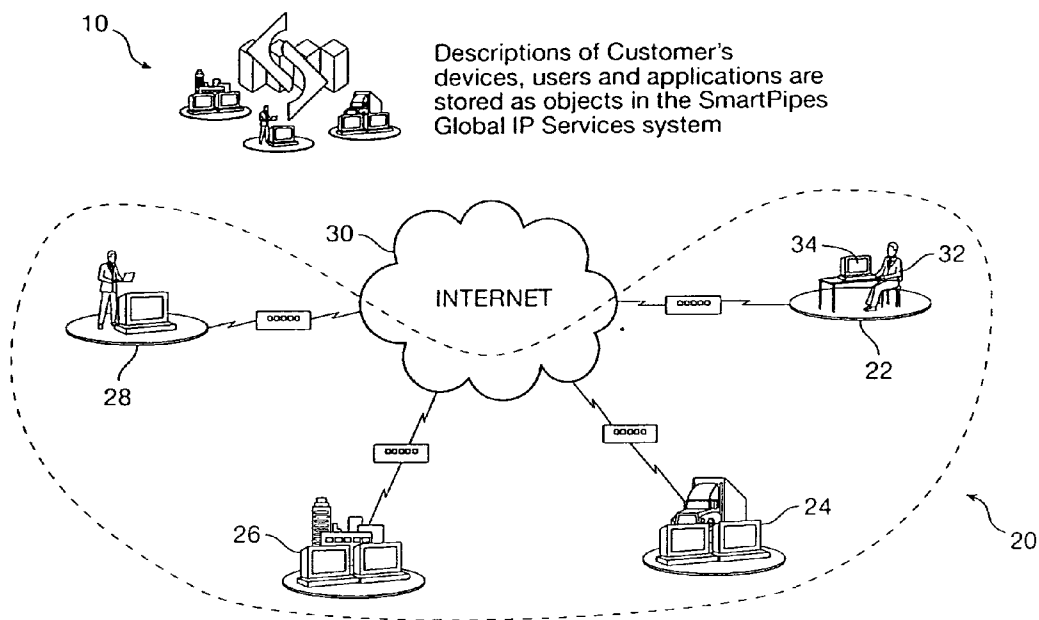 10
Descriptions of Customer's
devices, users and applications are
stored as objects in the SmartPipes
Global IP Services system
30
INTERNET
34
32
28
22
26
24
20